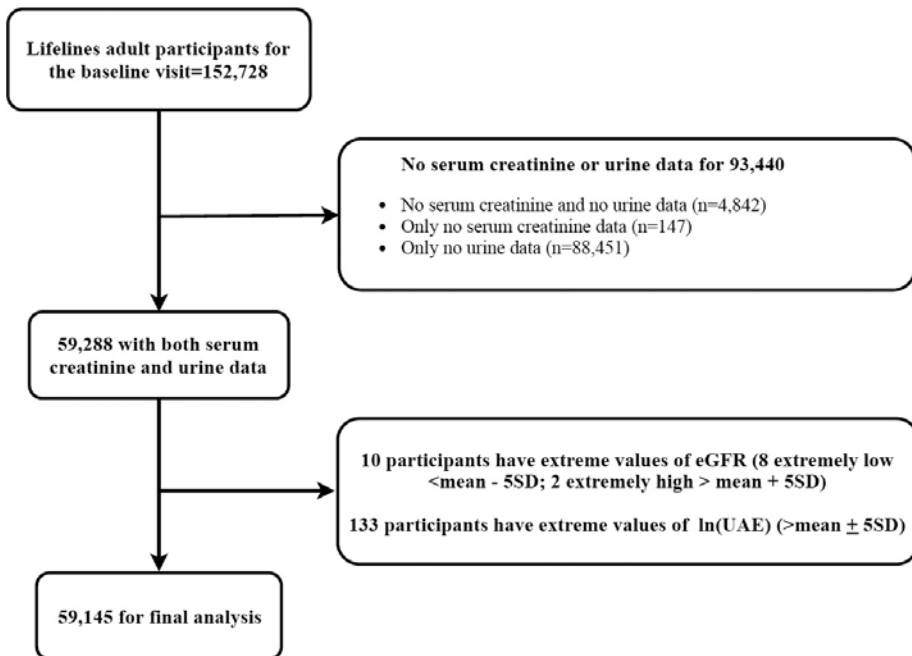 Lifelines adult participants for
the baseline visit=152,728
No serum creatinine or urine data for 93,440
• No serum creatinine and no urine data (n=4,842)
• Only no serum creatinine data (n=147)
• Only no urine data (n=88,451)
59,288 with both serum
creatinine and urine data
10 participants have extreme values of eGFR (8 extremely low
<mean - 5SD; 2 extremely high > mean + 5SD)
133 participants have extreme values of ln(UAE) (>mean ± 5SD)
59,145 for final analysis